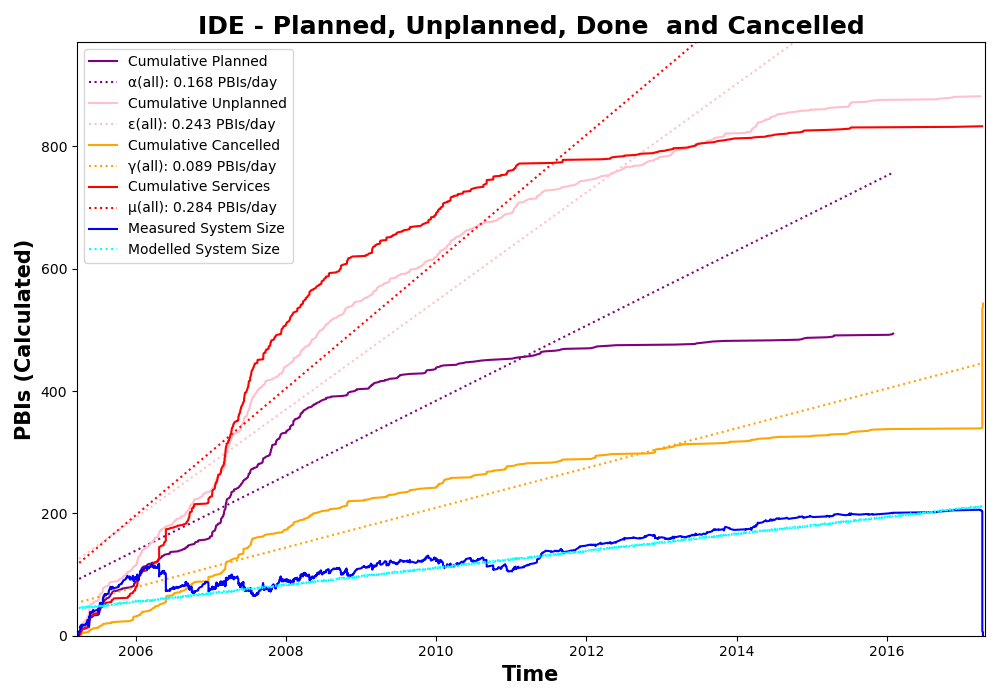 IDE - Planned, Unplanned, Done  and Cancelled
Cumulative Planned
α(all): 0.168 PBIs/day
Cumulative Unplanned
ε(all): 0.243 PBIs/day
Cumulative Cancelled
γ(all): 0.089 PBIs/day
Cumulative Services
μ(all): 0.284 PBIs/day
Measured System Size
Modelled System Size
PBIs (Calculated)
800
600
400
200
0
2006 2008 2010 2012 2014 2016
Time